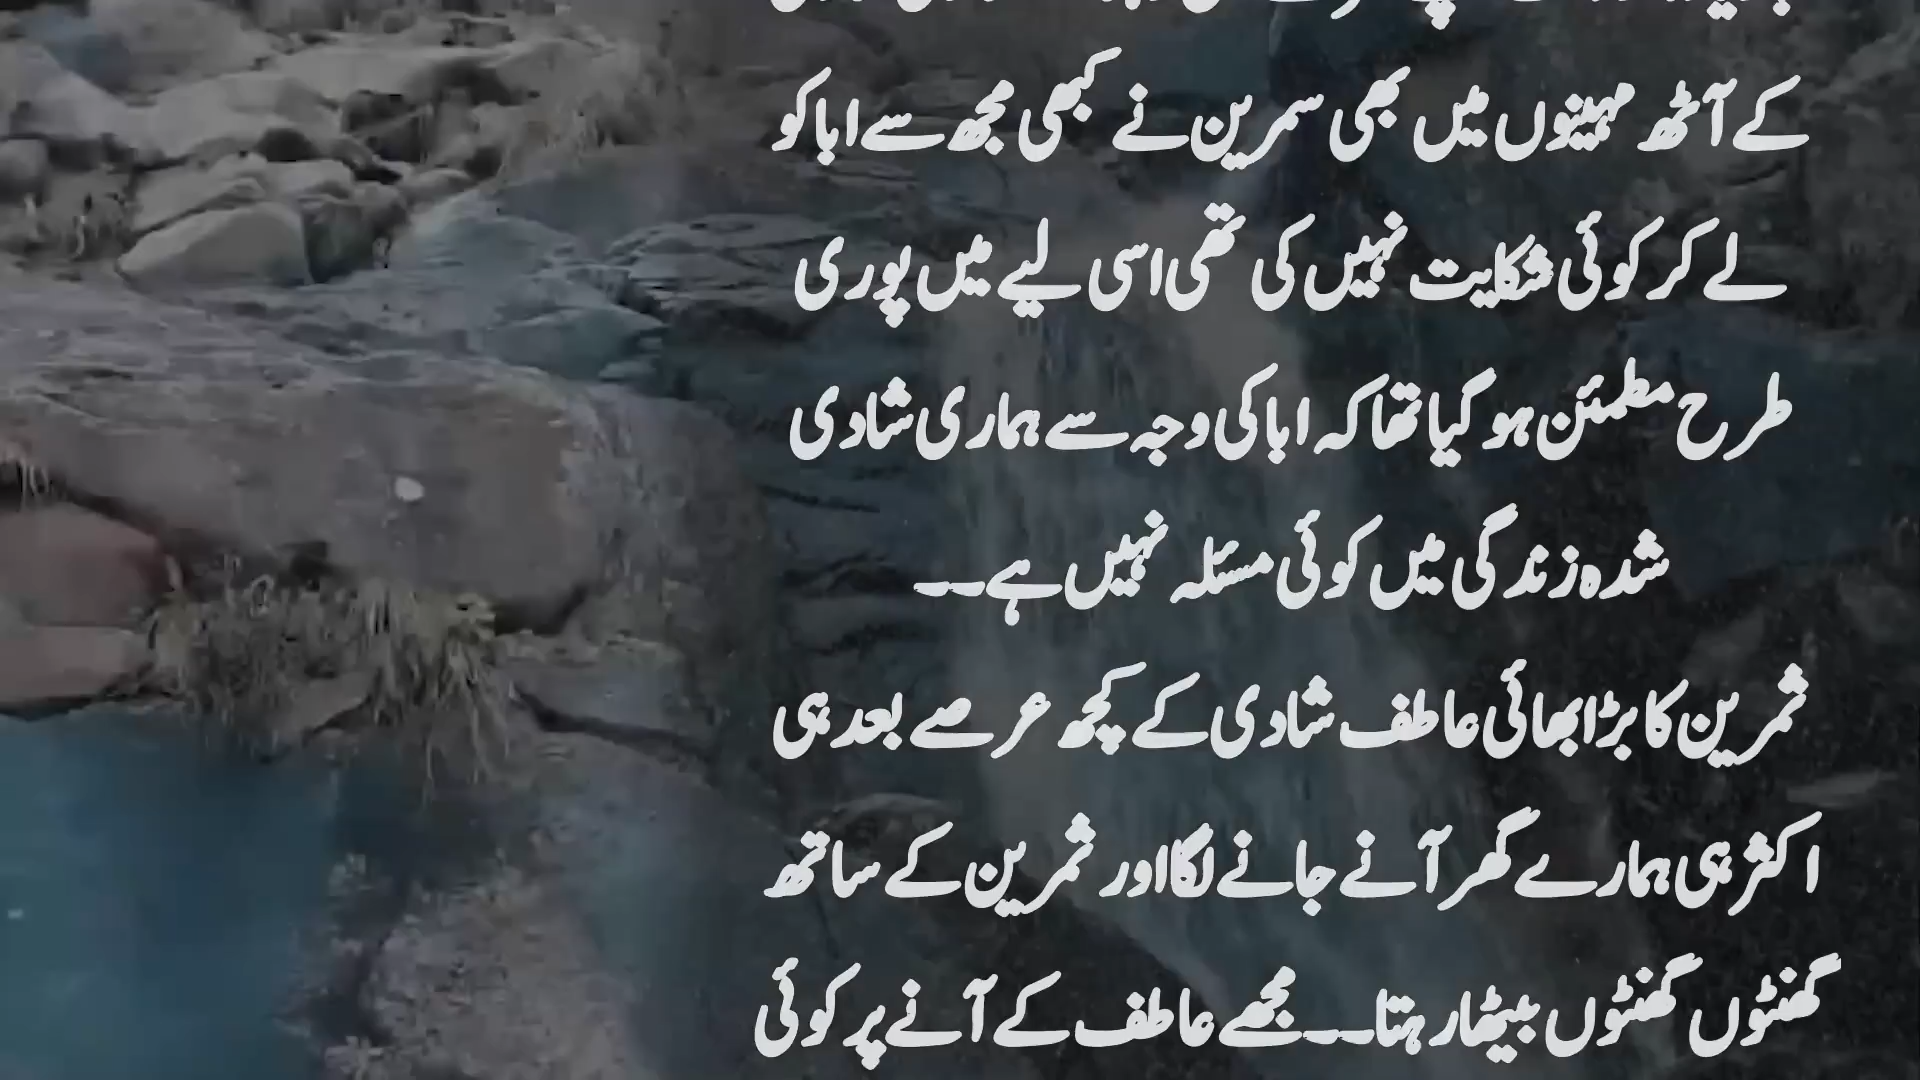 کے آٹھ مہینوں میں بھی سمرین نے کبھی مجھ سے ابا کو
لے کر کوئی شکایت نہیں کی تھی اسی لیے میں پوری
طرح مطمئن ہو گیا تھا کہ ابا کی وجہ سے ہماری شادی
شدہ زندگی میں کوئی مسئلہ نہیں ہے۔۔
ثمرین کا بڑا بھائی عاطف شادی کے کچھ عرصے بعد ہی
اکثر ہی ہمارے گھر آنے جانے لگا اور ثمرین کے ساتھ
گھنٹوں گھنٹوں بیٹھا رہتا۔۔ مجھے عاطف کے آنے پر کوئی